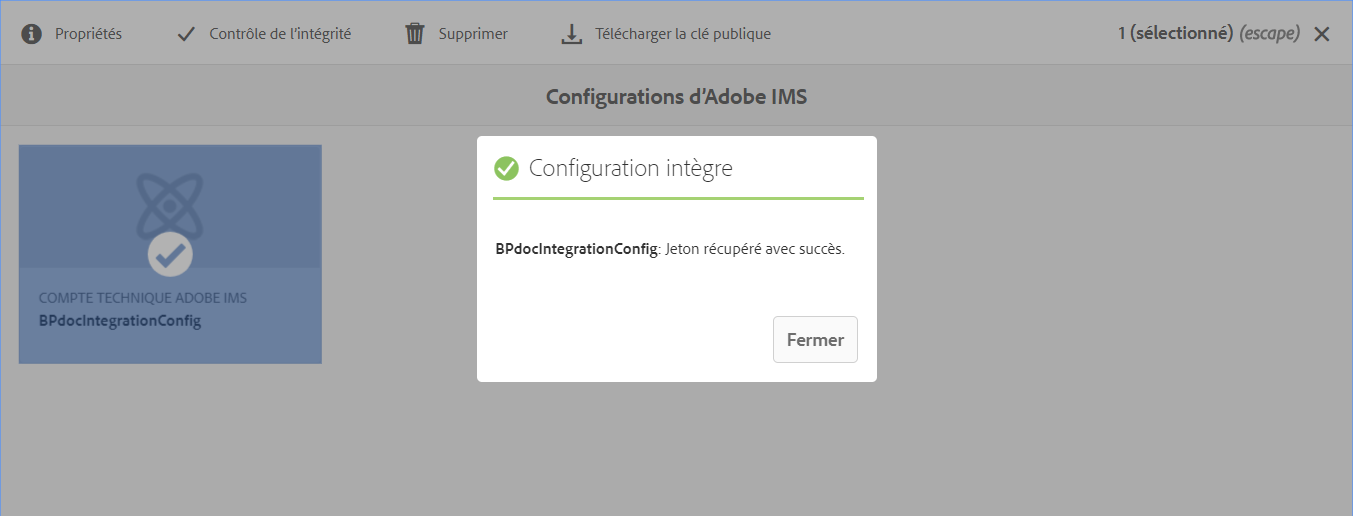 Propriétés Contrôle de l’intégrité Supprimer Télécharger la clé publique 1 (sélectionné) (escape)
Configurations d’Adobe IMS
Configuration intègre
BPdocIntegrationConfig: Jeton récupéré avec succès.
Fermer
COMPTE TECHNIQUE ADOBE IMS
BPdocIntegrationConfig